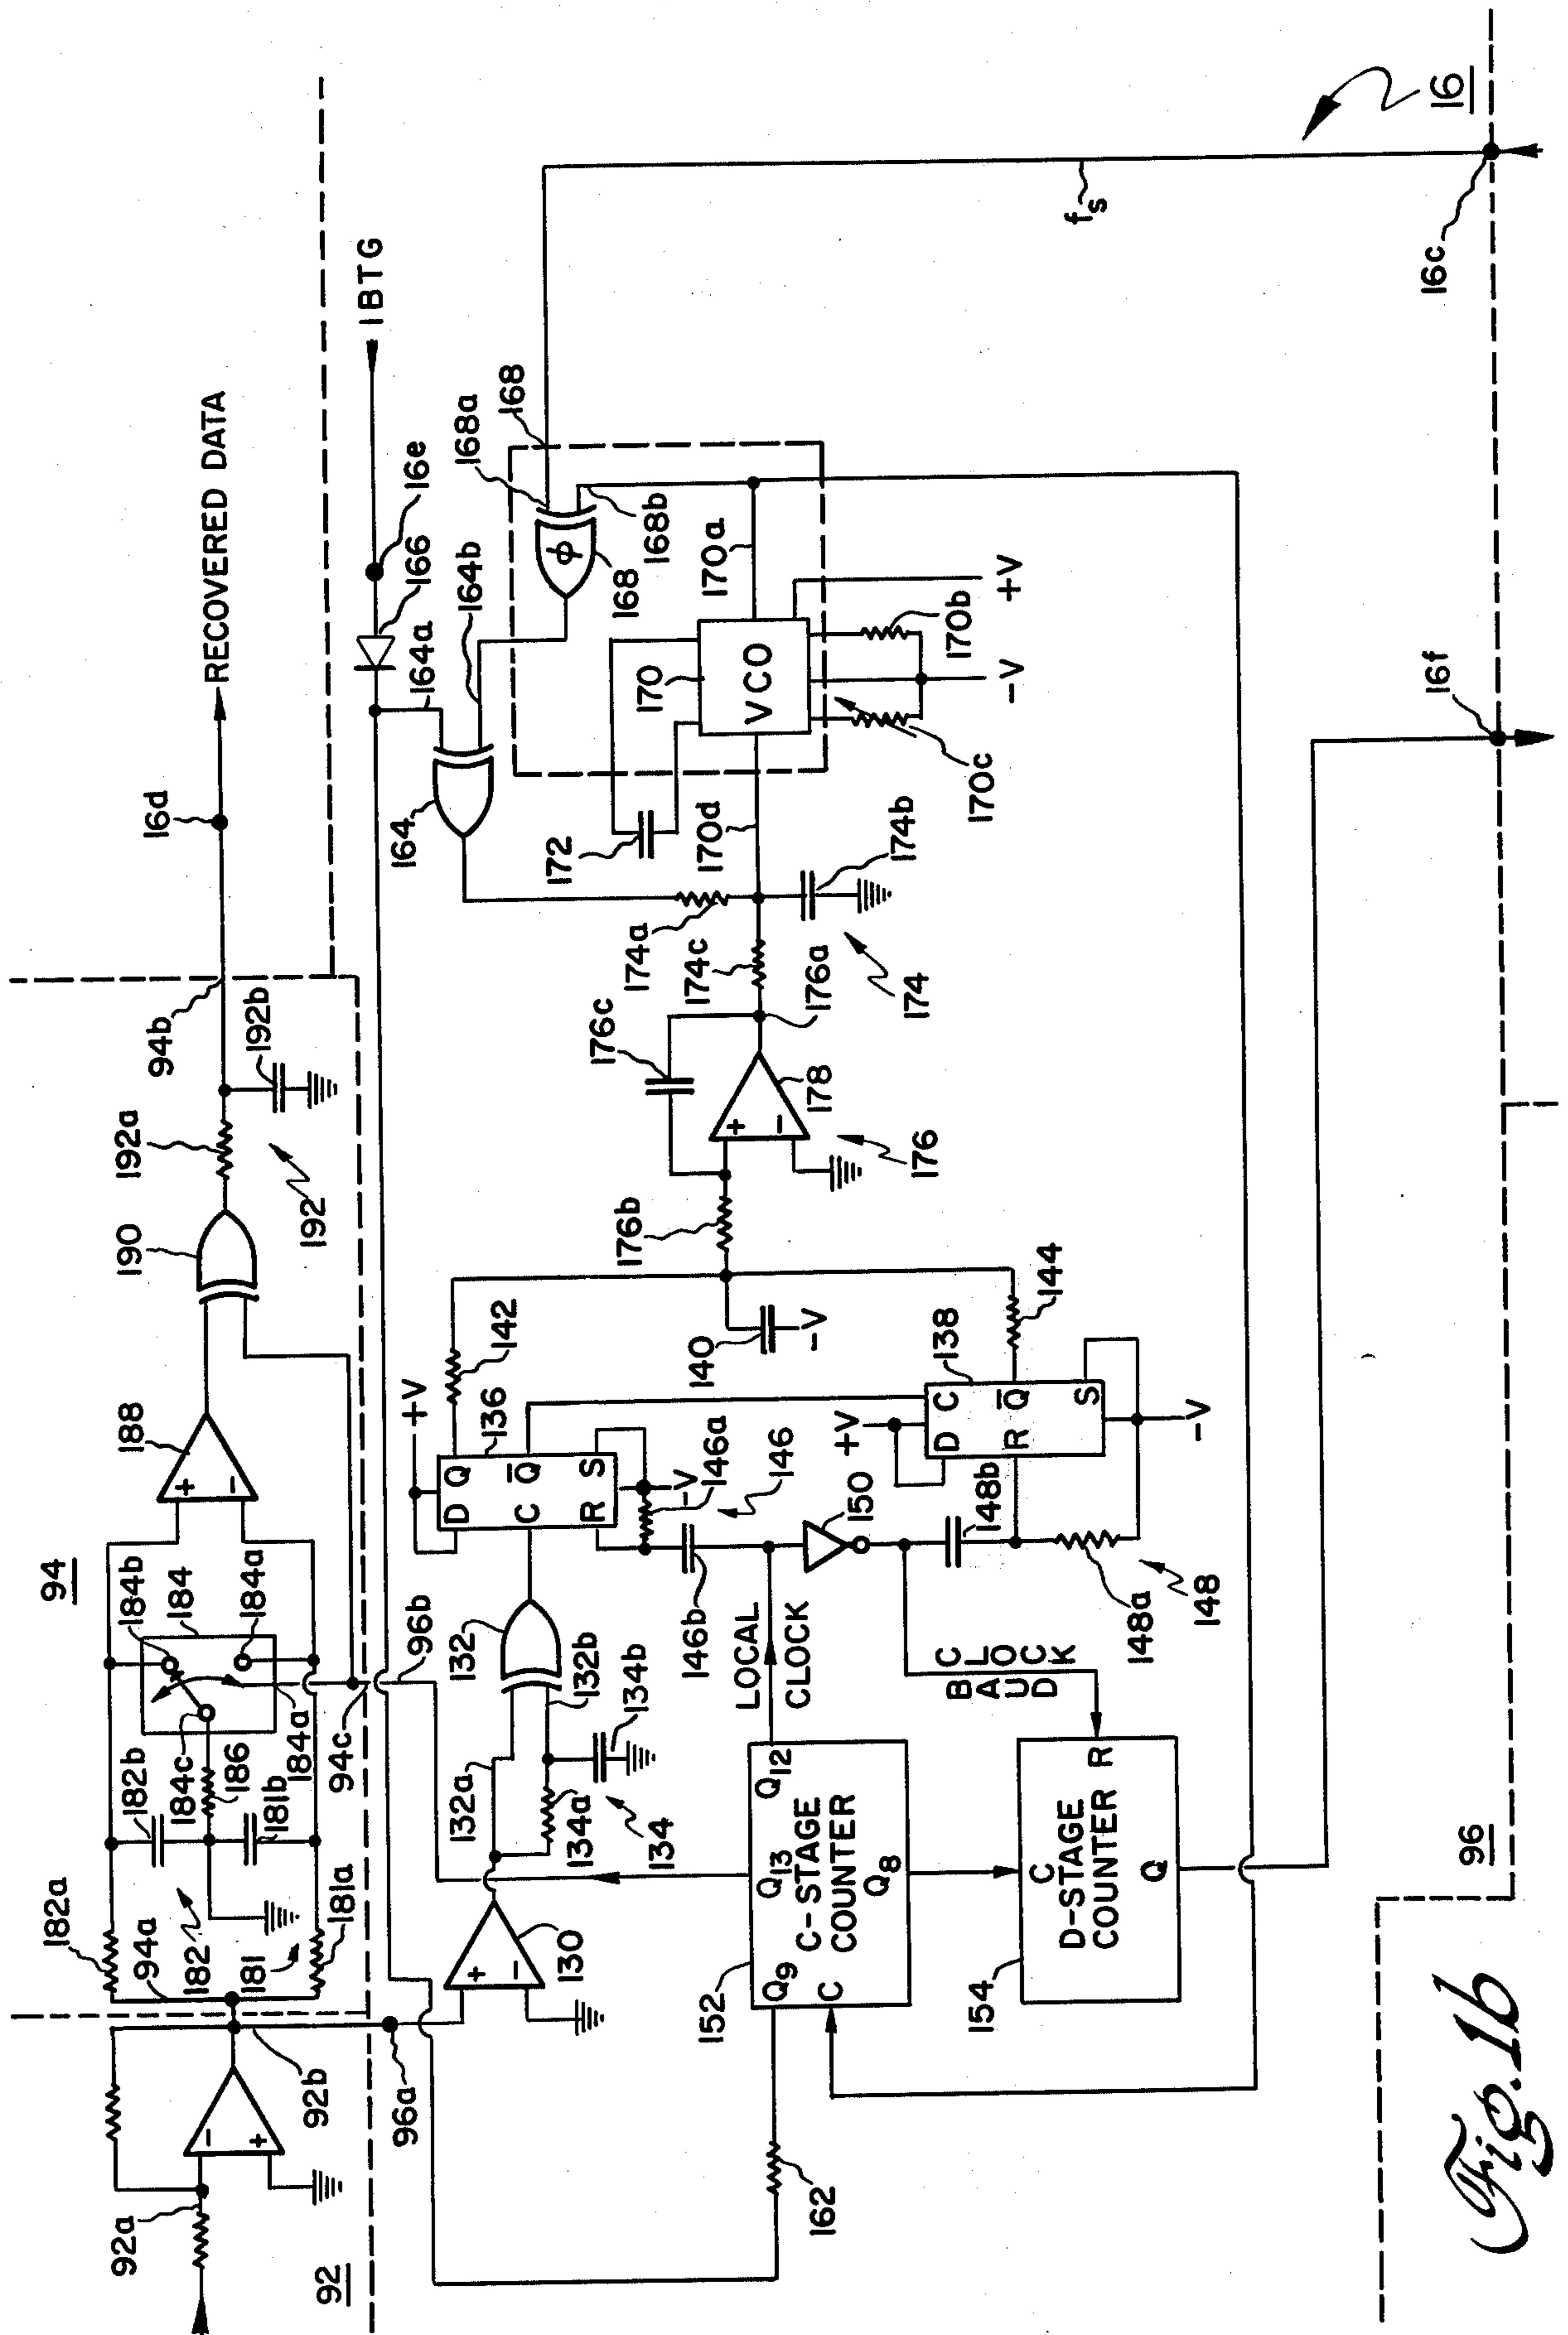 94
RECOVERED DATA
16d
94b
192a
192b
192
190
188
+
−
184b
184
184a
184c
186
184a
182b
181b
182a
94a
182
181
181a
94c
92a
92b
92
−
+
96a
96b
IBTG
16e
166
164a
164b
164
168a
168
ϕ
168
168b
170a
170
VCO
170b
+V
−V
170c
170d
172
174a
174b
174c
174
176a
176c
178
+
−
176
176b
140
−V
142
144
+V
136
D Q
C Q̅
R S
−V
146a
146
146b
138
+V
D C
R Q̅
S
−V
148b
150
148a
148
132
132a
132b
134a
134b
134
130
+
−
LOCAL
CLOCK
BAUD
CLOCK
152
Q9
Q13
Q12
C
C-STAGE
COUNTER
Q8
154
C
D-STAGE
COUNTER
R
Q
162
fs
16c
16
16f
96
Fig. 1b